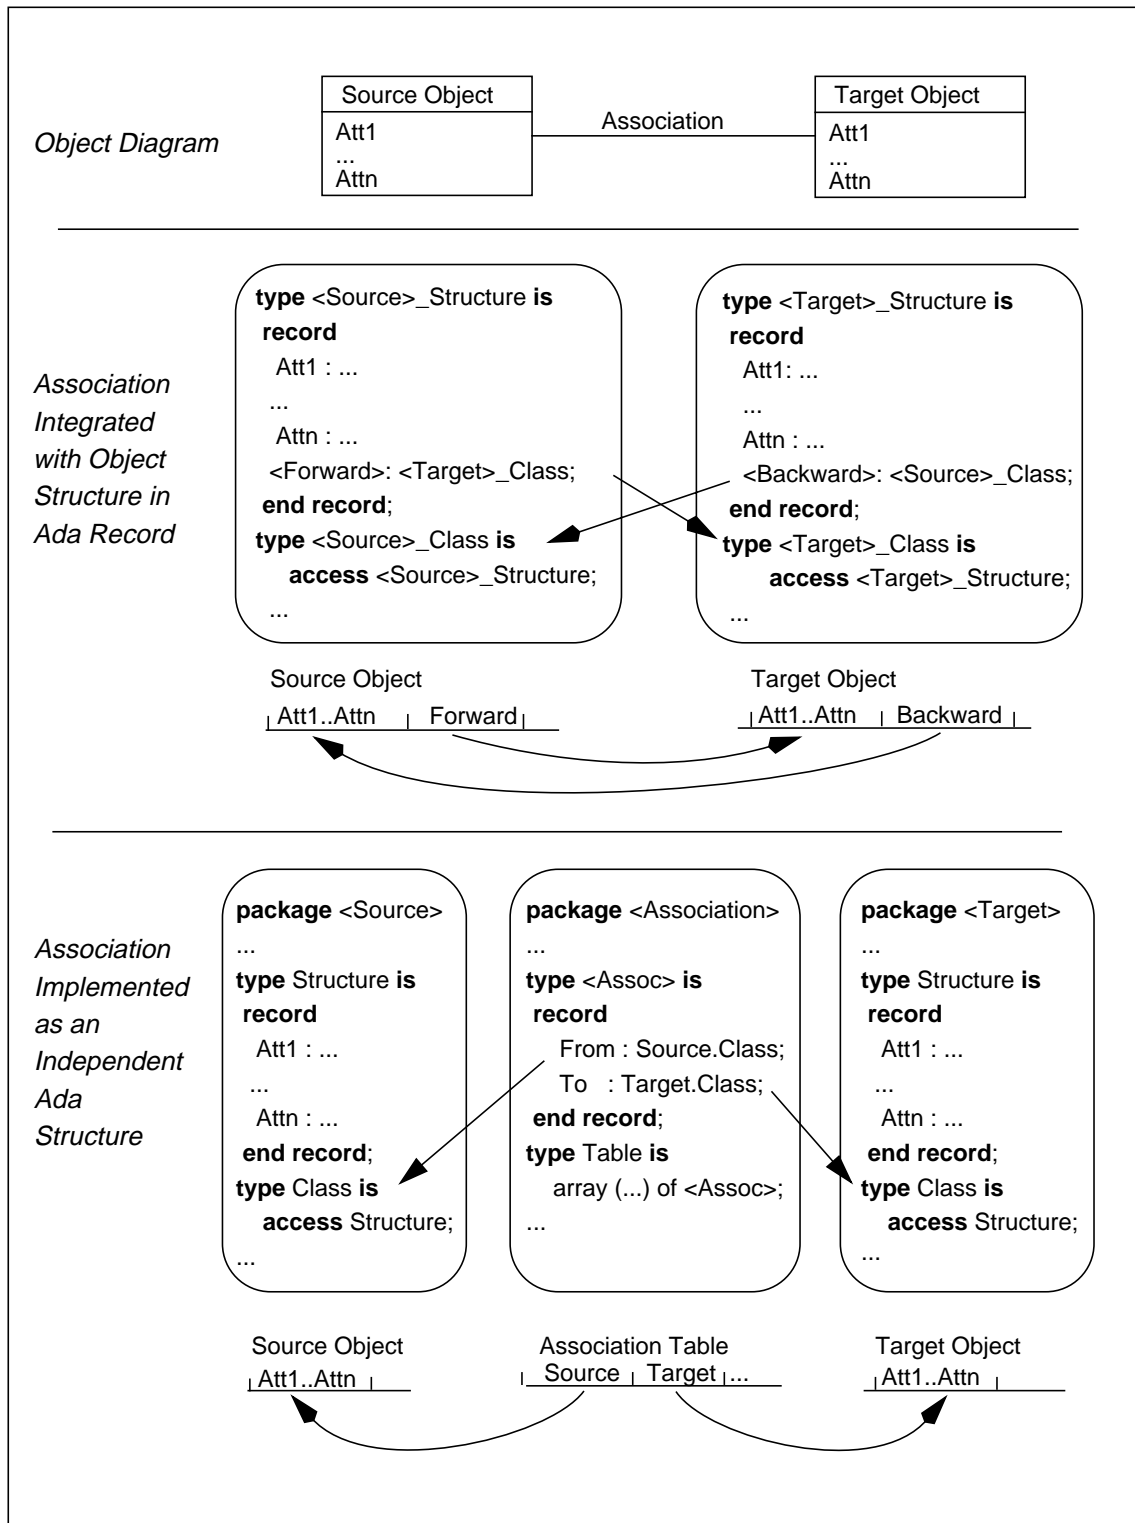 Object Diagram
Source Object
Att1
...
Attn
Association
Target Object
Att1
...
Attn
Association
Integrated
with Object
Structure in
Ada Record
type <Source>_Structure is
record
Att1 : ...
...
Attn : ...
<Forward>: <Target>_Class;
end record;
type <Source>_Class is
access <Source>_Structure;
...
type <Target>_Structure is
record
Att1: ...
...
Attn : ...
<Backward>: <Source>_Class;
end record;
type <Target>_Class is
access <Target>_Structure;
...
Source Object
Att1..Attn Forward
Target Object
Att1..Attn Backward
Association
Implemented
as an
Independent
Ada
Structure
package <Source>
...
type Structure is
record
Att1 : ...
...
Attn : ...
end record;
type Class is
access Structure;
...
package <Association>
...
type <Assoc> is
record
From : Source.Class;
To : Target.Class;
end record;
type Table is
array (...) of <Assoc>;
...
package <Target>
...
type Structure is
record
Att1 : ...
...
Attn : ...
end record;
type Class is
access Structure;
...
Source Object
Att1..Attn
Association Table
Source Target ...
Target Object
Att1..Attn